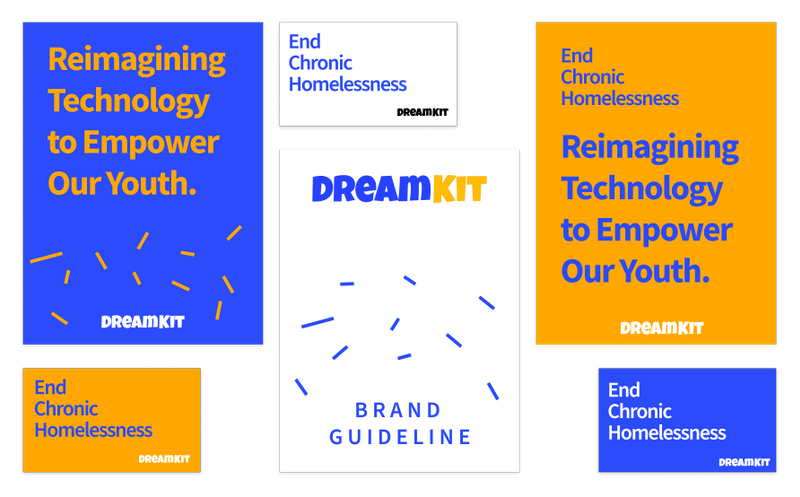 Reimagining
Technology
to Empower
Our Youth.
DREAMKIT
End
Chronic
Homelessness
DREAMKIT
End
Chronic
Homelessness
DREAMKIT
DREAMKIT
BRAND
GUIDELINE
End
Chronic
Homelessness
Reimagining
Technology
to Empower
Our Youth.
DREAMKIT
End
Chronic
Homelessness
DREAMKIT